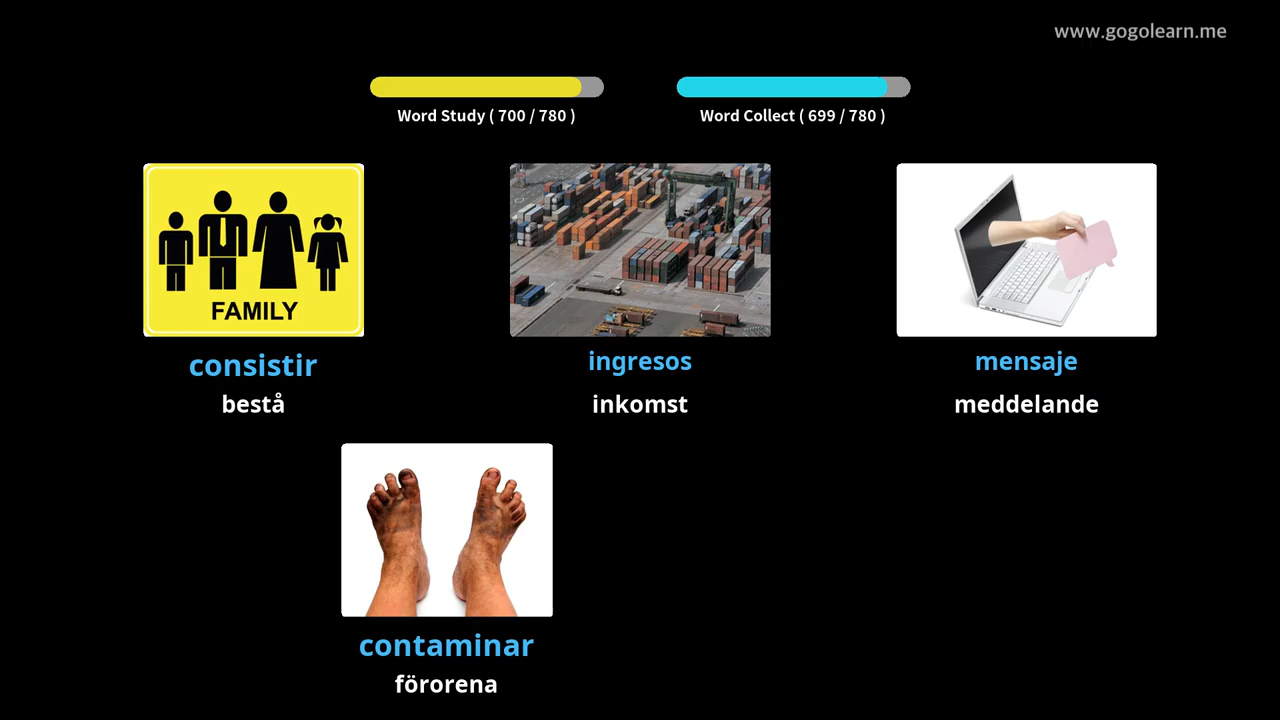 www.gogolearn.me
Word Study ( 700 / 780 )
Word Collect ( 699 / 780 )
FAMILY
consistir
bestå
ingresos
inkomst
mensaje
meddelande
contaminar
förorena